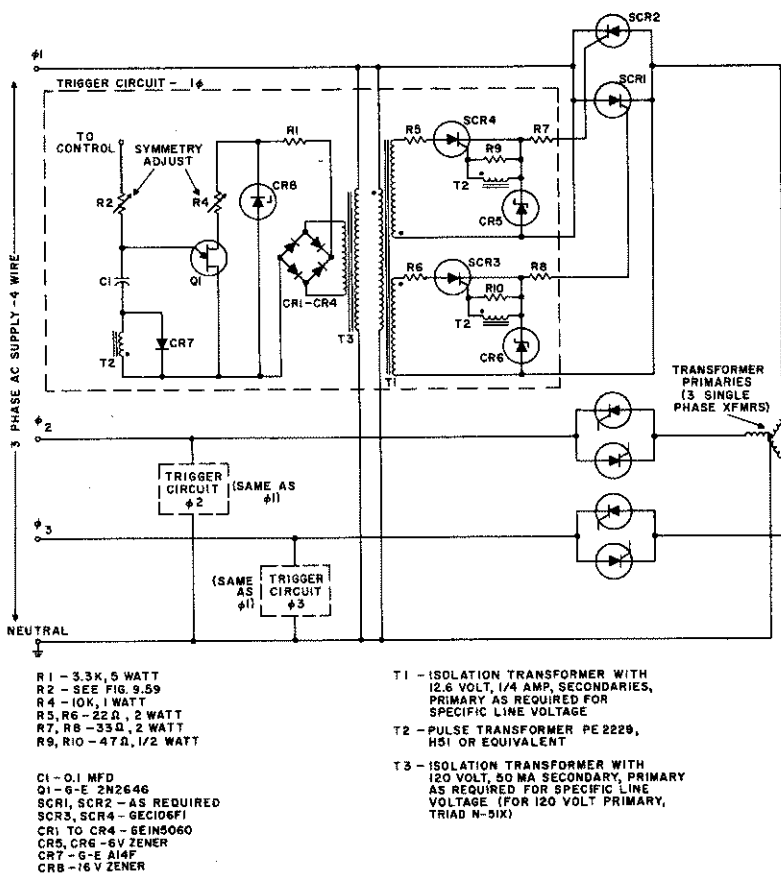 SCR2
φ1
TRIGGER CIRCUIT - 1φ
SCR1
TO CONTROL
SYMMETRY ADJUST
R1
R5
SCR4
R7
R9
R2
R4
CR8
T2
CR5
Q1
C1
CR1-CR4
R6
SCR3
R8
R10
T2
CR7
T2
T3
T1
CR6
3 PHASE AC SUPPLY -4 WIRE
TRANSFORMER
PRIMARIES
(3 SINGLE
PHASE XFMRS)
φ2
TRIGGER
CIRCUIT
φ2
(SAME AS
φ1)
φ3
(SAME
AS
φ1)
TRIGGER
CIRCUIT
φ3
NEUTRAL
R1 - 3.3K, 5 WATT
R2 - SEE FIG. 9.59
R4 - 10K, 1 WATT
R5, R6 - 22Ω, 2 WATT
R7, R8 - 33Ω, 2 WATT
R9, R10 - 47Ω, 1/2 WATT
C1 - 0.1 MFD
Q1 - G-E 2N2646
SCR1, SCR2 - AS REQUIRED
SCR3, SCR4 - GEC106F1
CR1 TO CR4 - GE1N5060
CR5, CR6 - 6V ZENER
CR7 - G-E A14F
CR8 - 16V ZENER
T1 - ISOLATION TRANSFORMER WITH
12.6 VOLT, 1/4 AMP, SECONDARIES,
PRIMARY AS REQUIRED FOR
SPECIFIC LINE VOLTAGE
T2 - PULSE TRANSFORMER PE2229,
H51 OR EQUIVALENT
T3 - ISOLATION TRANSFORMER WITH
120 VOLT, 50 MA SECONDARY, PRIMARY
AS REQUIRED FOR SPECIFIC LINE
VOLTAGE (FOR 120 VOLT PRIMARY,
TRIAD N-51X)